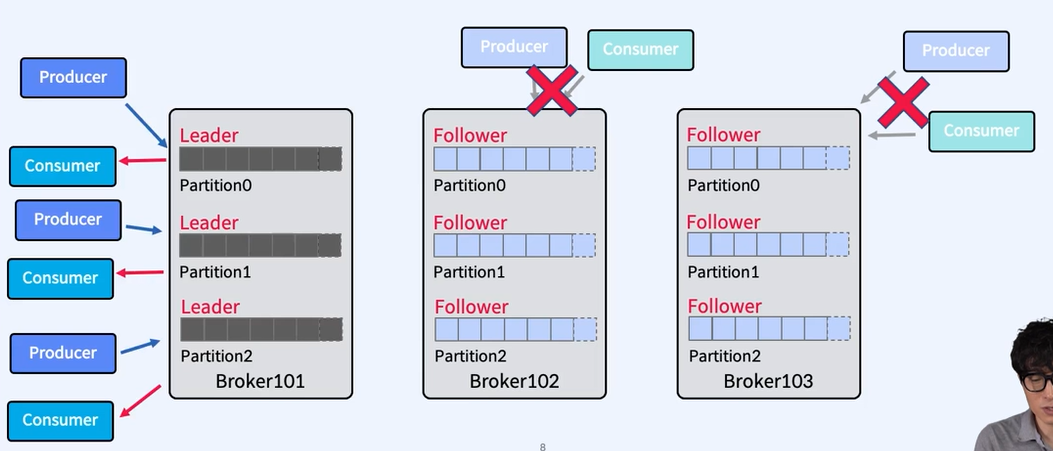 Producer
Consumer
Producer
Consumer
Producer
Consumer
Leader
Partition0
Leader
Partition1
Leader
Partition2
Broker101
Producer
Consumer
Follower
Partition0
Follower
Partition1
Follower
Partition2
Broker102
Producer
Consumer
Follower
Partition0
Follower
Partition1
Follower
Partition2
Broker103
8